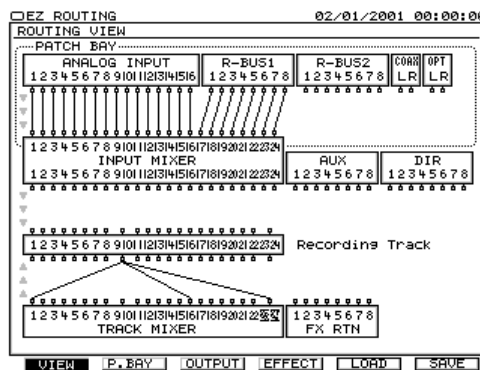 EZ ROUTING 02/01/2001 00:00:00
ROUTING VIEW
PATCH BAY
ANALOG INPUT R-BUS1 R-BUS2 COAX OPT
1 2 3 4 5 6 7 8 9 10 11 12 13 14 15 16 1 2 3 4 5 6 7 8 1 2 3 4 5 6 7 8 L R L R
1 2 3 4 5 6 7 8 9 10 11 12 13 14 15 16 17 18 19 20 21 22 23 24
INPUT MIXER AUX DIR
1 2 3 4 5 6 7 8 9 10 11 12 13 14 15 16 17 18 19 20 21 22 23 24 1 2 3 4 5 6 7 8 1 2 3 4 5 6 7 8
1 2 3 4 5 6 7 8 9 10 11 12 13 14 15 16 17 18 19 20 21 22 23 24 Recording Track
1 2 3 4 5 6 7 8 9 10 11 12 13 14 15 16 17 18 19 20 21 22 1 2 3 4 5 6 7 8
TRACK MIXER FX RTN
VIEW P.BAY OUTPUT EFFECT LOAD SAVE